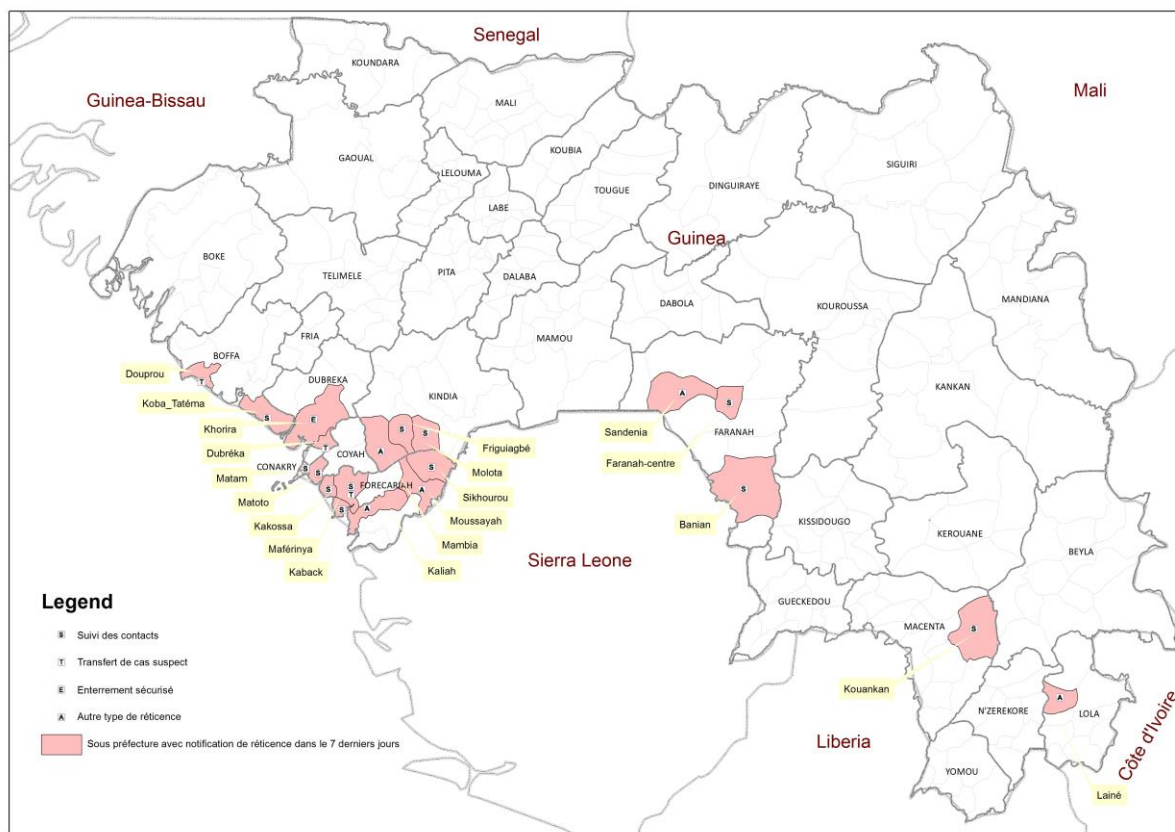 Senegal
KOUNDARA
Guinea-Bissau
Mali
MALI
GAOUAL
KOUBIA
SIGUIRI
LELOUMA
TOUGUE
DINGUIRAYE
LABE
Guinea
BOKE
TELIMELE
PITA
DALABA
DABOLA
KOUROUSSA
MANDIANA
FRIA
MAMOU
BOFFA
Douprou
T
DUBREKA
KINDIA
KANKAN
Koba_Tatéma
S
E
A
S
Khorira
Sandenia
FARANAH
Dubréka
T
COYAH
A
S
S
Friguiagbé
Faranah-centre
CONAKRY
S
S
Molota
Matam
S
Sikhourou
Matoto
S
S
T
FORECARIAH
A
Moussayah
S
Kakossa
S
A
Mambia
Banian
KISSIDOUGO
KEROUANE
BEYLA
Maférinya
Kaliah
Kaback
Sierra Leone
GUECKEDOU
MACENTA
S
Kouankan
N'ZEREKORE
A
LOLA
Côte d'Ivoire
Liberia
YOMOU
Lainé
Legend
S Suivi des contacts
T Transfert de cas suspect
E Enterrement sécurisé
A Autre type de réticence
Sous préfecture avec notification de réticence dans le 7 derniers jours